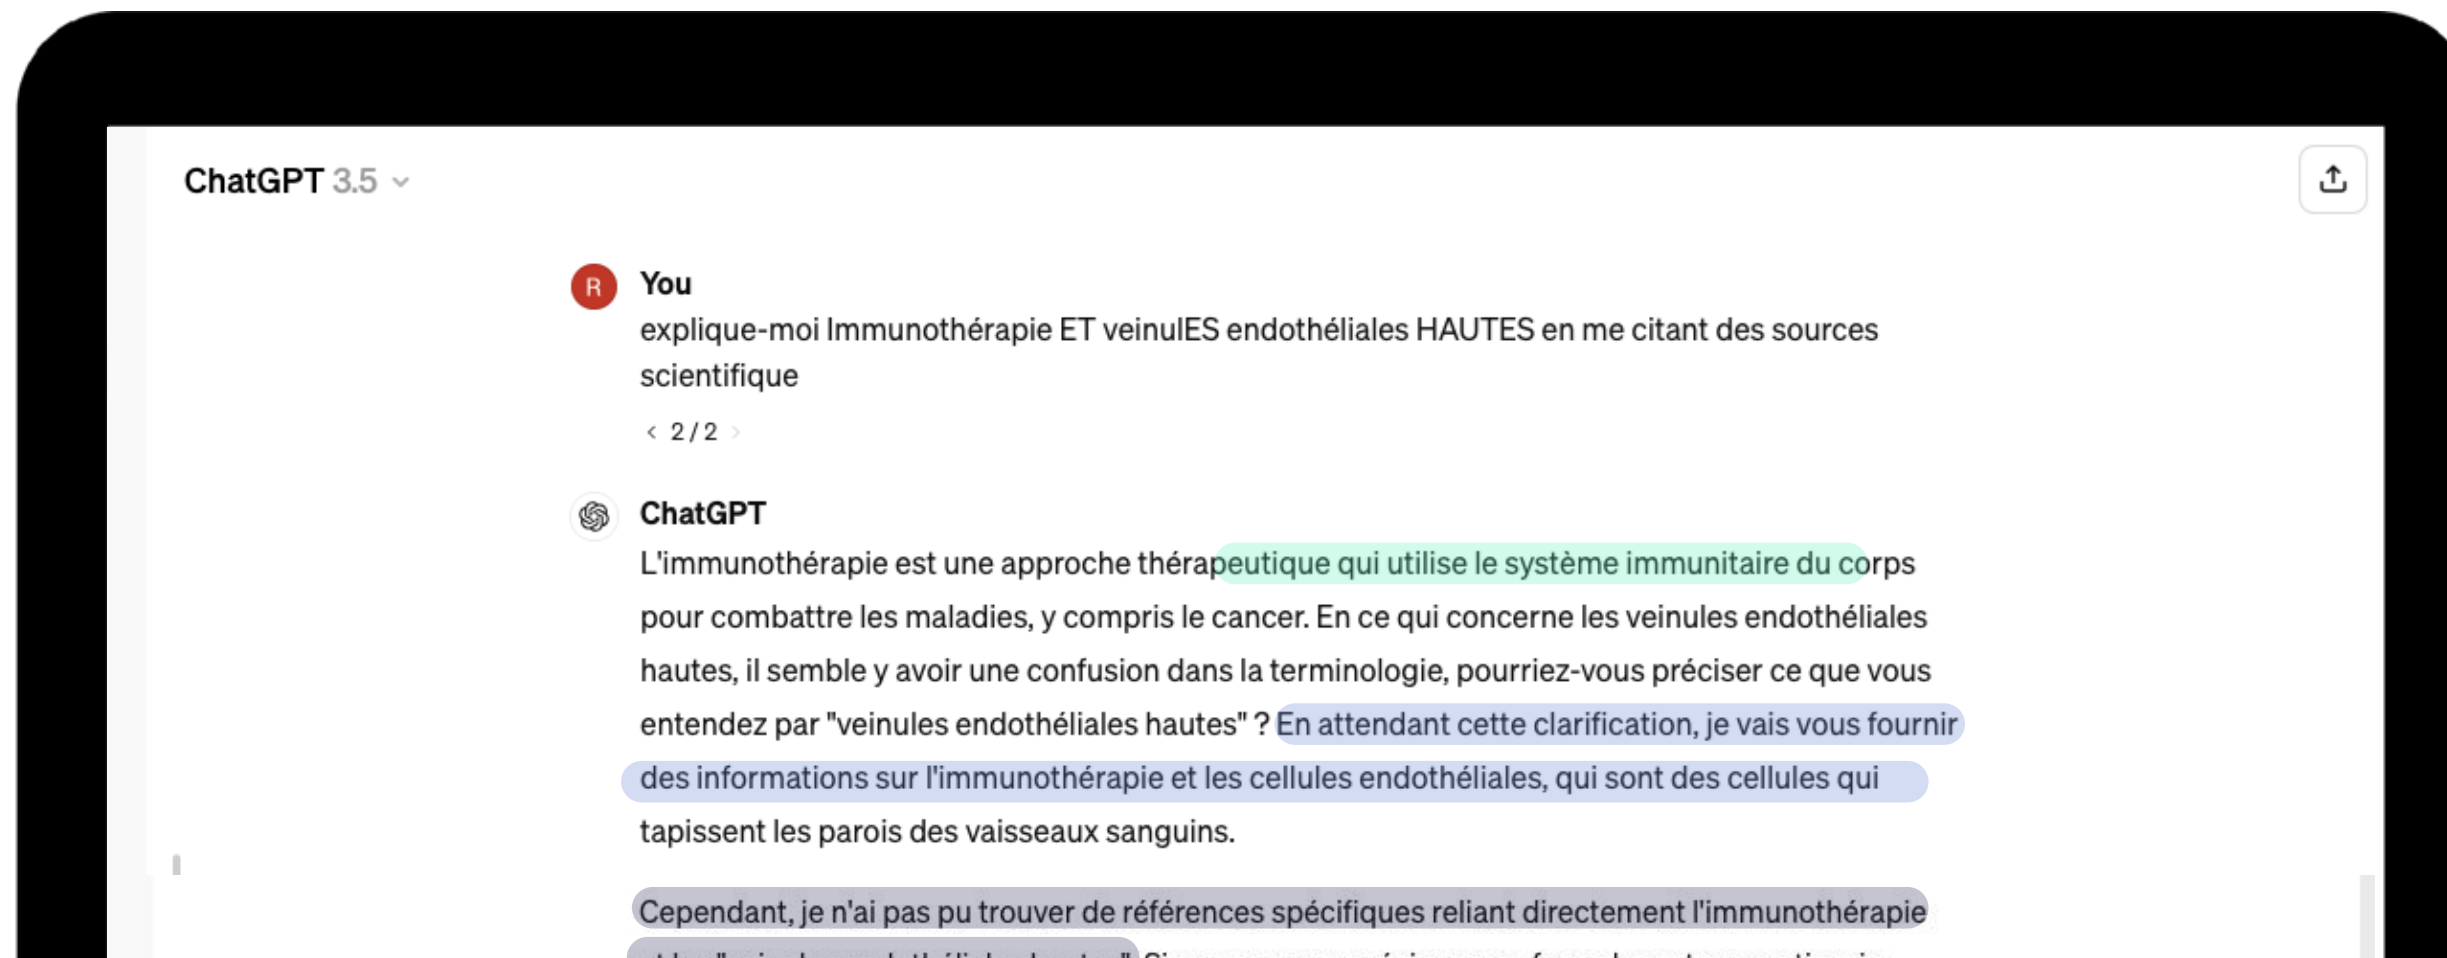 ChatGPT 3.5
R
You
explique-moi Immunothérapie ET veinulES endothéliales HAUTES en me citant des sources
scientifique
< 2 / 2 >
ChatGPT
L'immunothérapie est une approche thérapeutique qui utilise le système immunitaire du corps
pour combattre les maladies, y compris le cancer. En ce qui concerne les veinules endothéliales
hautes, il semble y avoir une confusion dans la terminologie, pourriez-vous préciser ce que vous
entendez par "veinules endothéliales hautes" ? En attendant cette clarification, je vais vous fournir
des informations sur l'immunothérapie et les cellules endothéliales, qui sont des cellules qui
tapissent les parois des vaisseaux sanguins.
Cependant, je n'ai pas pu trouver de références spécifiques reliant directement l'immunothérapie